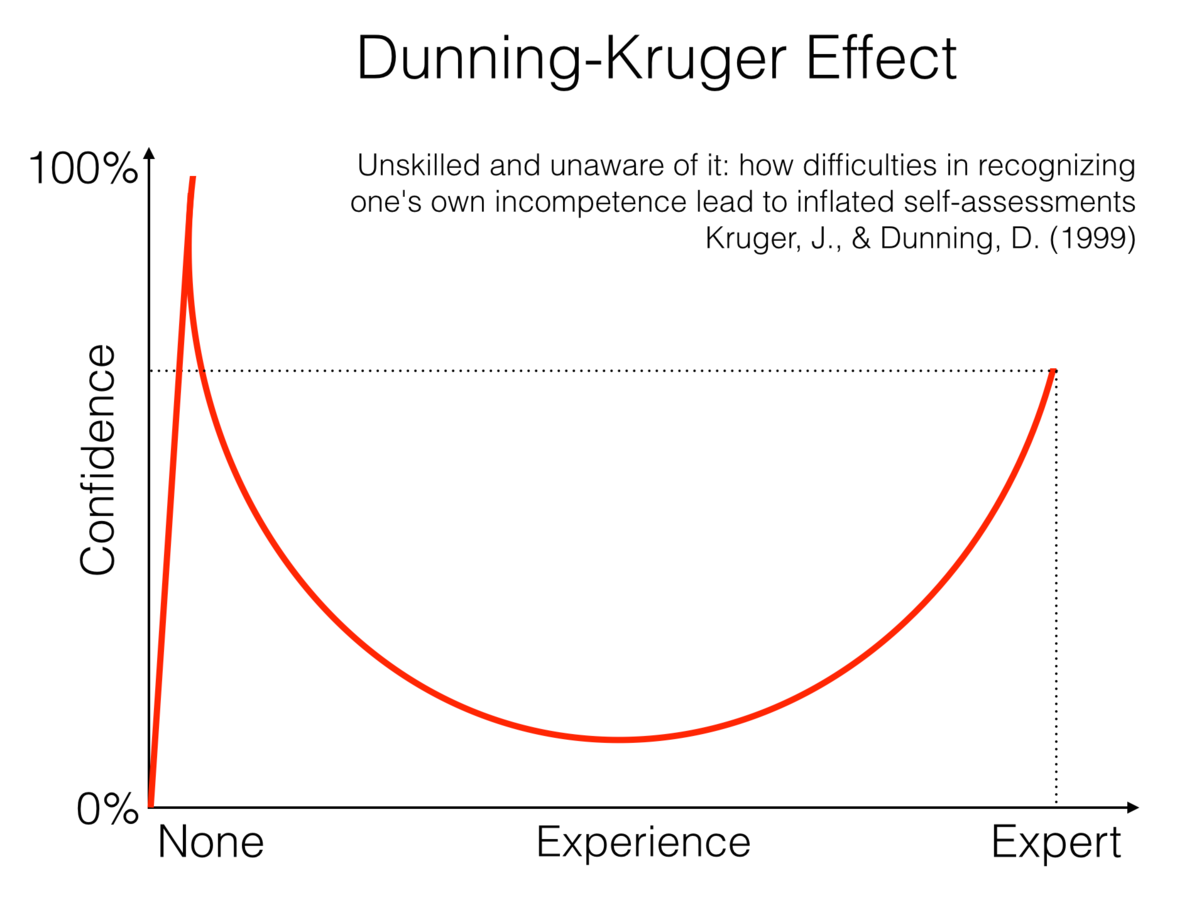 Dunning-Kruger Effect
100%
Unskilled and unaware of it: how difficulties in recognizing
one's own incompetence lead to inflated self-assessments
Kruger, J., & Dunning, D. (1999)
Confidence
0%
None
Experience
Expert